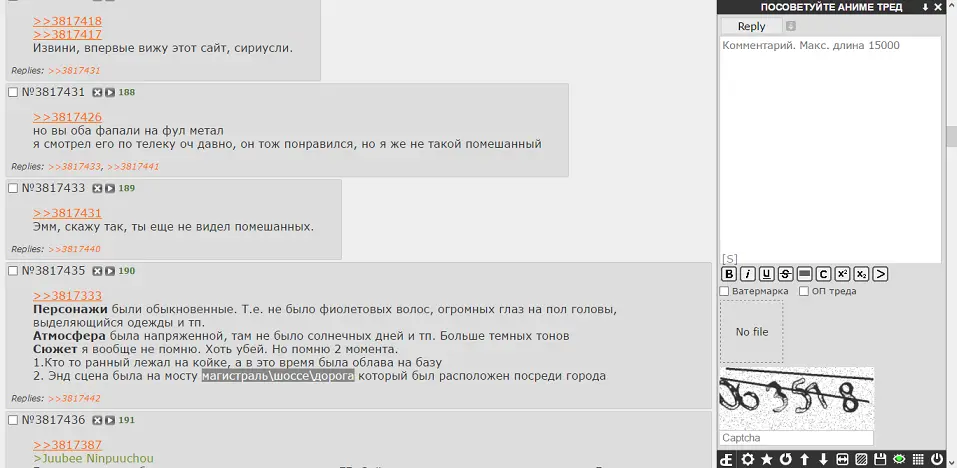 >>3817418
>>3817417
Извини, впервые вижу этот сайт, сириусли.
Replies: >>3817431
№3817431 188
>>3817426
но вы оба фапали на фул метал
я смотрел его по телеку оч давно, он тож понравился, но я же не такой помешанный
Replies: >>3817433, >>3817441
№3817433 189
>>3817431
Эмм, скажу так, ты еще не видел помешанных.
Replies: >>3817440
№3817435 190
>>3817333
Персонажи были обыкновенные. Т.е. не было фиолетовых волос, огромных глаз на пол головы,
выделяющийся одежды и тп.
Атмосфера была напряженной, там не было солнечных дней и тп. Больше темных тонов
Сюжет я вообще не помню. Хоть убей. Но помню 2 момента.
1.Кто то ранный лежал на койке, а в это время была облава на базу
2. Энд сцена была на мосту магистраль\шоссе\дорога который был расположен посреди города
Replies: >>3817442
№3817436 191
>>3817387
>Juubee Ninpuuchou
ПОСОВЕТУЙТЕ АНИМЕ ТРЕД
Reply
Комментарий. Макс. длина 15000
[S]
B i U S C x² x₂ >
Ватермарка ОП треда
No file
Captcha